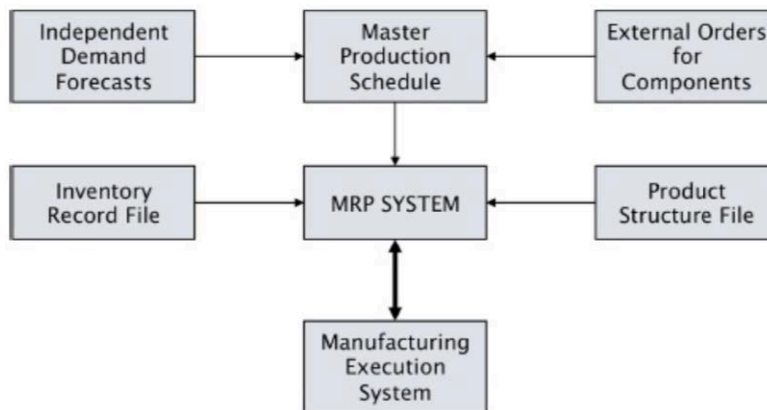 Independent
Demand
Forecasts
Master
Production
Schedule
External Orders
for
Components
Inventory
Record File
MRP SYSTEM
Product
Structure File
Manufacturing
Execution
System